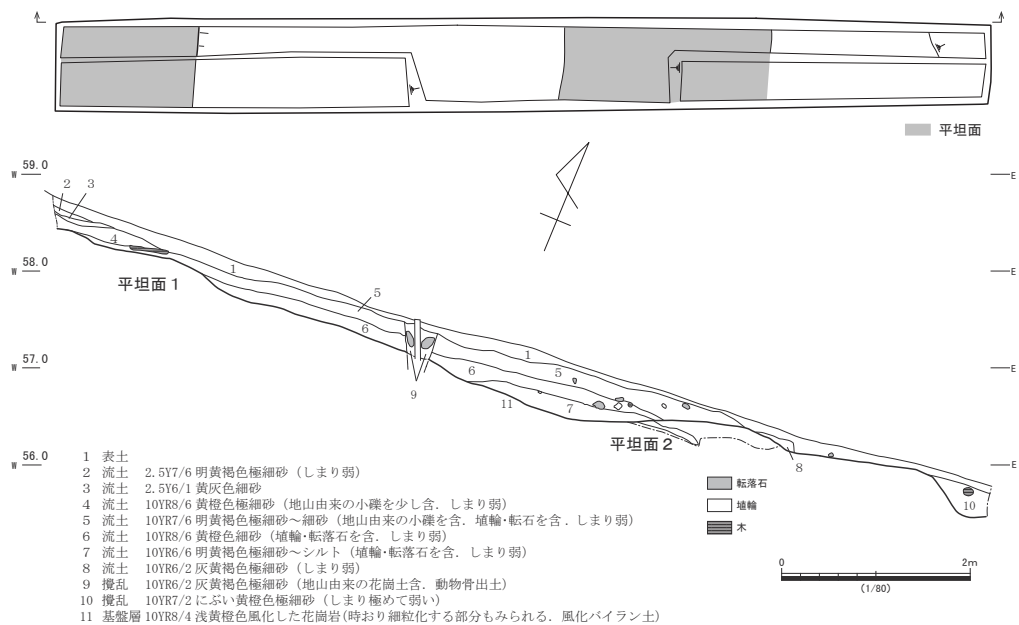 平坦面
59.0
W
E
2
3
4
58.0
W
E
平坦面1
1
5
6
57.0
W
E
9
1
5
6
11
7
平坦面2
56.0
W
E
8
10
1 表土
2 流土 2.5Y7/6 明黄褐色極細砂（しまり弱）
3 流土 2.5Y6/1 黄灰色細砂
4 流土 10YR8/6 黄橙色極細砂（地山由来の小礫を少し含．しまり弱）
5 流土 10YR7/6 明黄褐色極細砂～細砂（地山由来の小礫を含．埴輪・転石を含．しまり弱）
6 流土 10YR8/6 黄橙色細砂（埴輪・転落石を含．しまり弱）
7 流土 10YR6/6 明黄褐色極細砂～シルト（埴輪・転落石を含．しまり弱）
8 流土 10YR6/2 灰黄褐色極細砂（しまり弱）
9 攪乱 10YR6/2 灰黄褐色極細砂（地山由来の花崗土含．動物骨出土）
10 攪乱 10YR7/2 にぶい黄橙色極細砂（しまり極めて弱い）
11 基盤層 10YR8/4 浅黄橙色風化した花崗岩（時おり細粒化する部分もみられる．風化バイラン土）
転落石
埴輪
木
0 2m
(1/80)